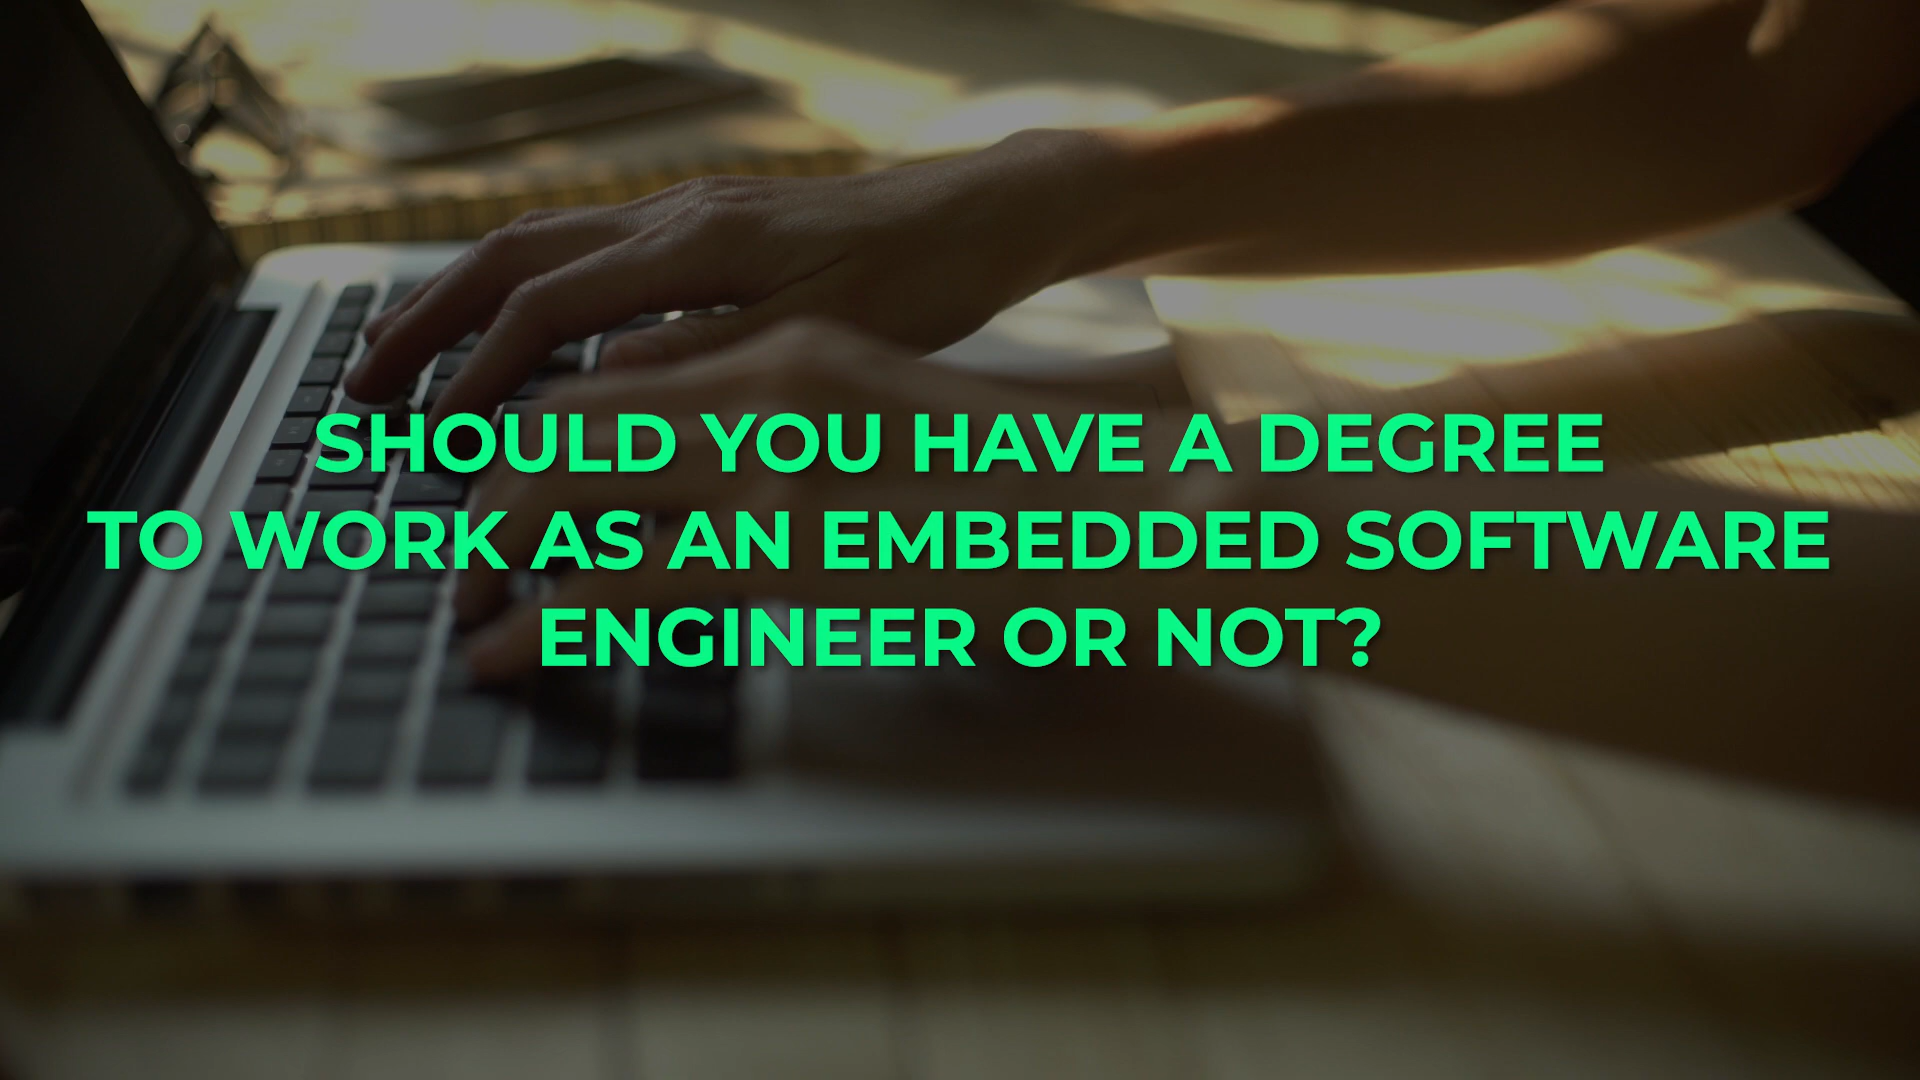 SHOULD YOU HAVE A DEGREE
TO WORK AS AN EMBEDDED SOFTWARE
ENGINEER OR NOT?